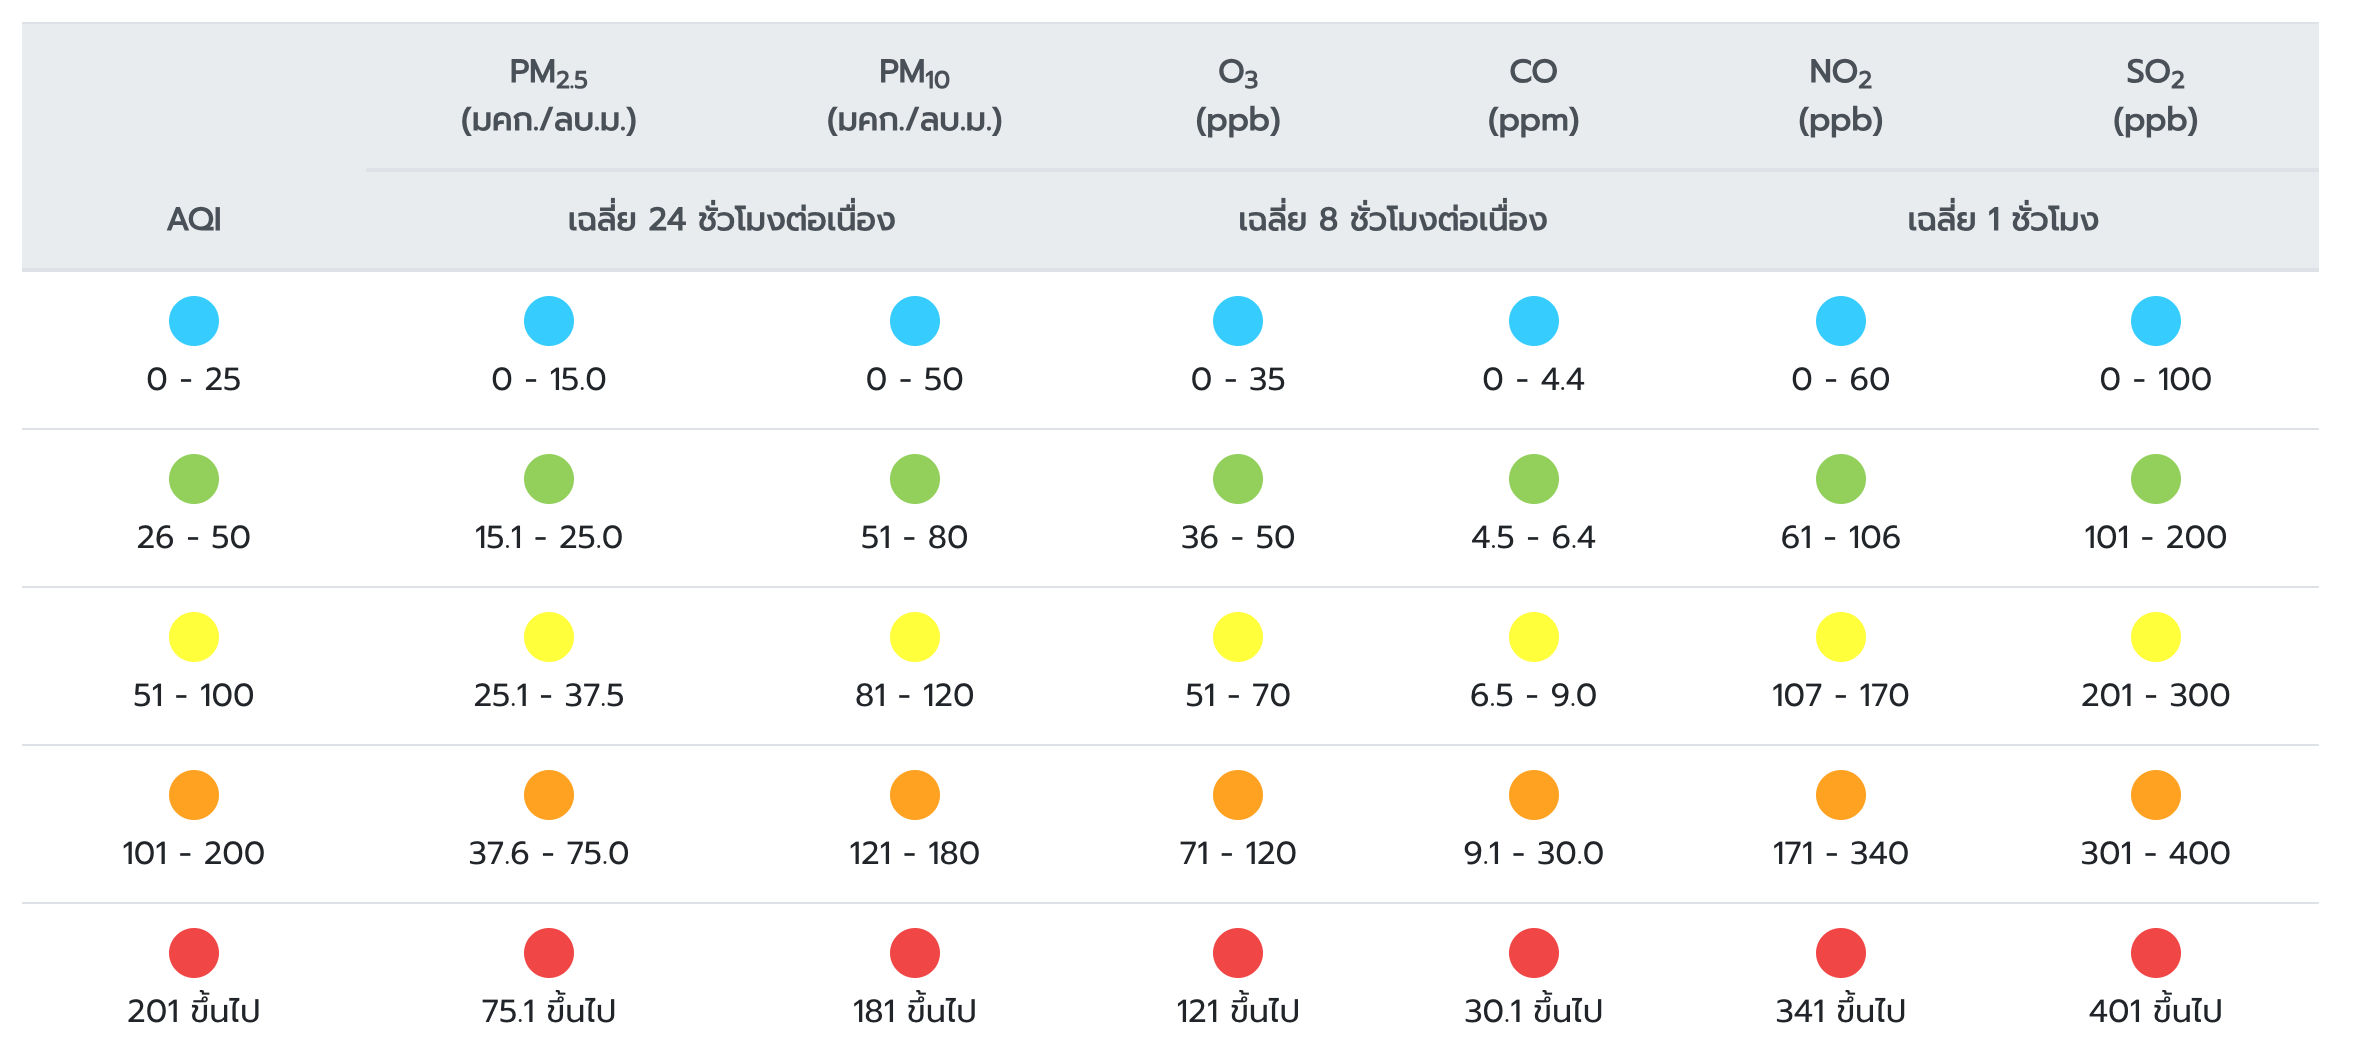 PM2.5 PM10 O3 CO NO2 SO2
(มคก./ลบ.ม.) (มคก./ลบ.ม.) (ppb) (ppm) (ppb) (ppb)
AQI เฉลี่ย 24 ชั่วโมงต่อเนื่อง เฉลี่ย 8 ชั่วโมงต่อเนื่อง เฉลี่ย 1 ชั่วโมง
0 - 25 0 - 15.0 0 - 50 0 - 35 0 - 4.4 0 - 60 0 - 100
26 - 50 15.1 - 25.0 51 - 80 36 - 50 4.5 - 6.4 61 - 106 101 - 200
51 - 100 25.1 - 37.5 81 - 120 51 - 70 6.5 - 9.0 107 - 170 201 - 300
101 - 200 37.6 - 75.0 121 - 180 71 - 120 9.1 - 30.0 171 - 340 301 - 400
201 ขึ้นไป 75.1 ขึ้นไป 181 ขึ้นไป 121 ขึ้นไป 30.1 ขึ้นไป 341 ขึ้นไป 401 ขึ้นไป